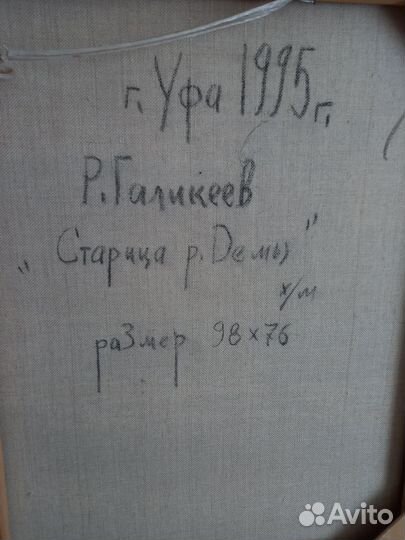 г. Уфа 1995 г.
Р. Галикеев
"Старица р. Демы"
х/м
размер 98×76
Avito